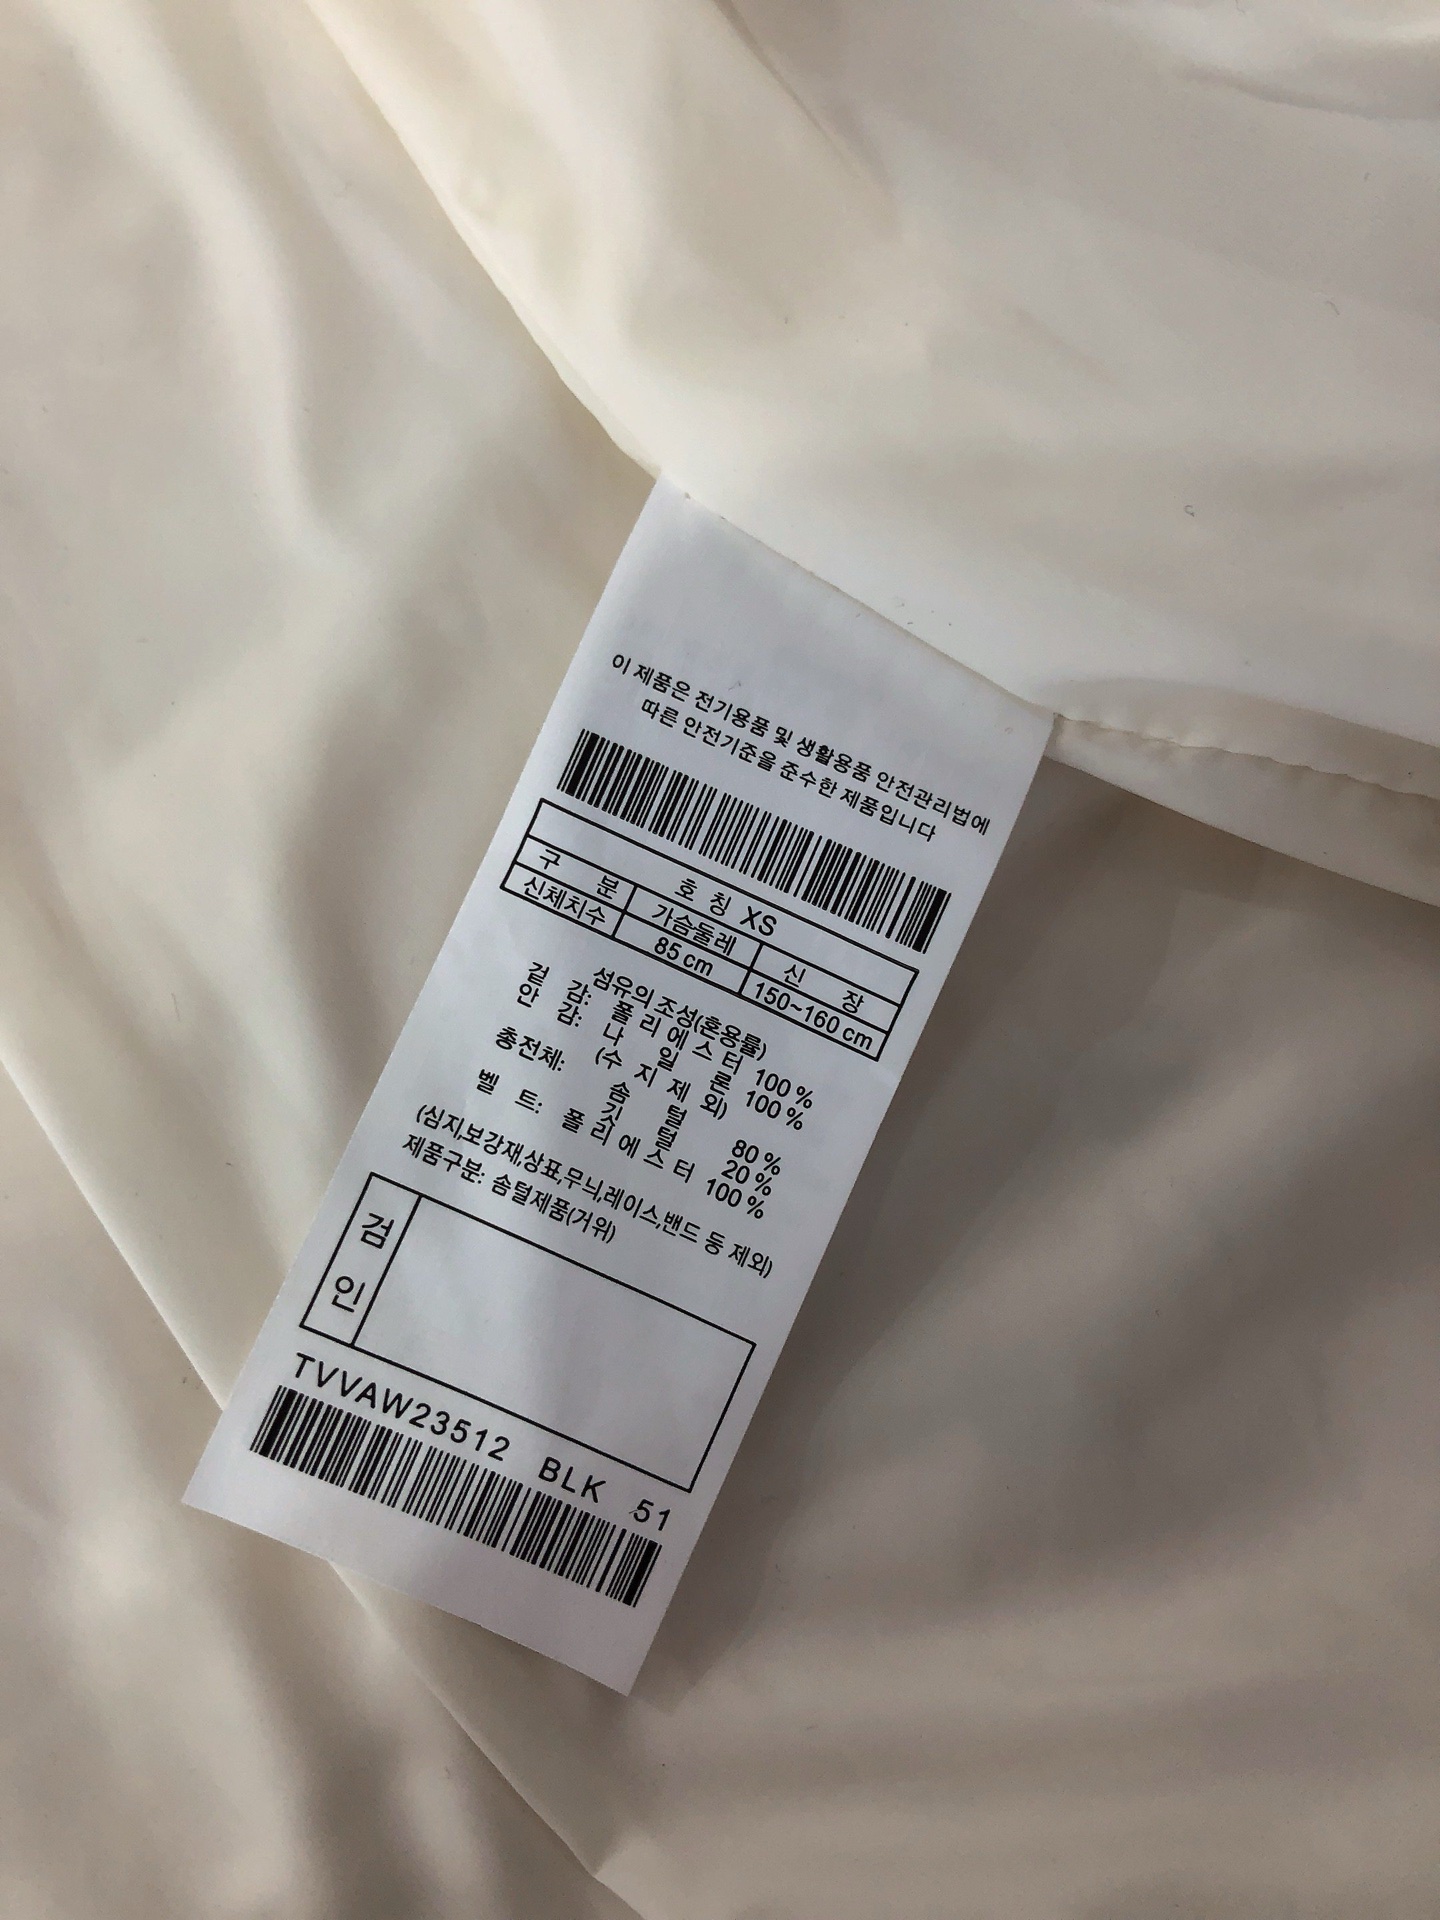 이 제품은 전기용품 및 생활용품 안전관리법에
따른 안전기준을 준수한 제품입니다
호 칭 XS
구 분 가슴둘레 신 장
신체치수 85 cm 150~160 cm
섬유의 조성(혼용률)
겉 감: 폴 리 에 스 터 100 %
안 감: 나 일 론 100 %
(수 지 제 외)
충전체: 솜 털 80 %
깃 털 20 %
벨 트: 폴 리 에 스 터 100 %
(심지,보강재,상표,무늬,레이스,밴드 등 제외)
제품구분: 솜털제품(거위)
검
인
TVVAW23512 BLK 51